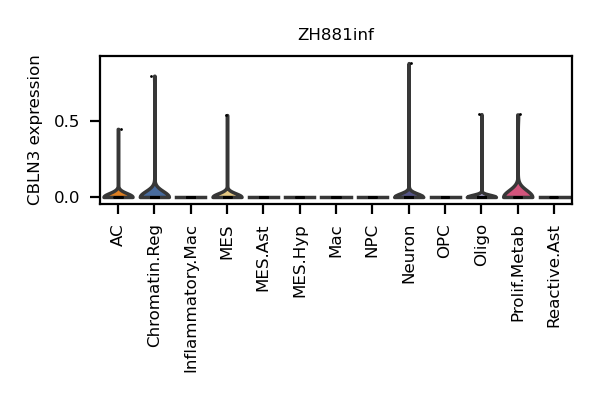 ZH881inf
CBLN3 expression
0.5
0.0
AC
Chromatin.Reg
Inflammatory.Mac
MES
MES.Ast
MES.Hyp
Mac
NPC
Neuron
OPC
Oligo
Prolif.Metab
Reactive.Ast